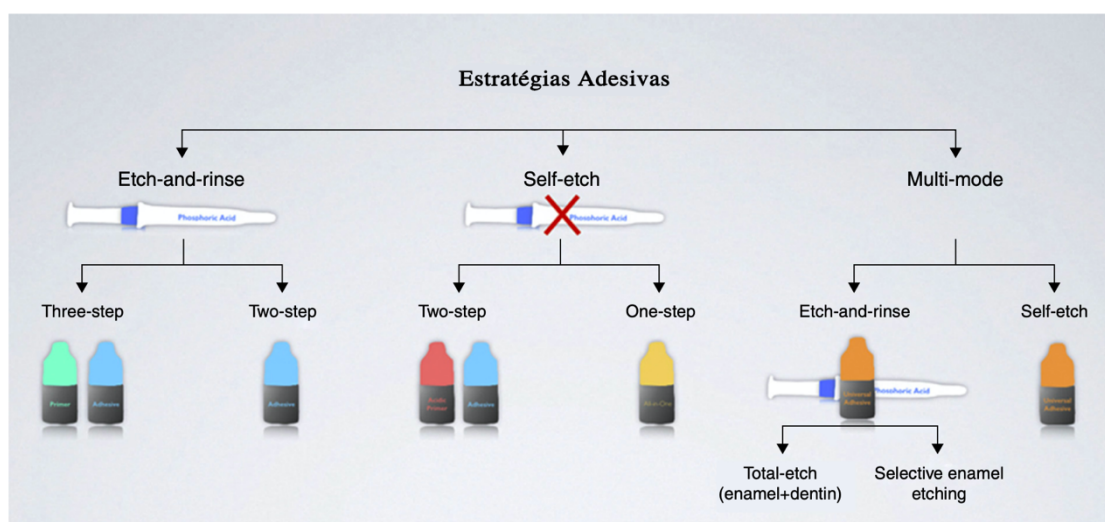 Estratégias Adesivas
Etch-and-rinse
Self-etch
Multi-mode
Phosphoric Acid
Phosphoric Acid
Three-step
Two-step
Two-step
One-step
Etch-and-rinse
Self-etch
Primer
Adhesive
Adhesive
Acidic
Primer
Adhesive
All-in-One
Universal
Adhesive
Phosphoric Acid
Universal
Adhesive
Total-etch
(enamel+dentin)
Selective enamel
etching